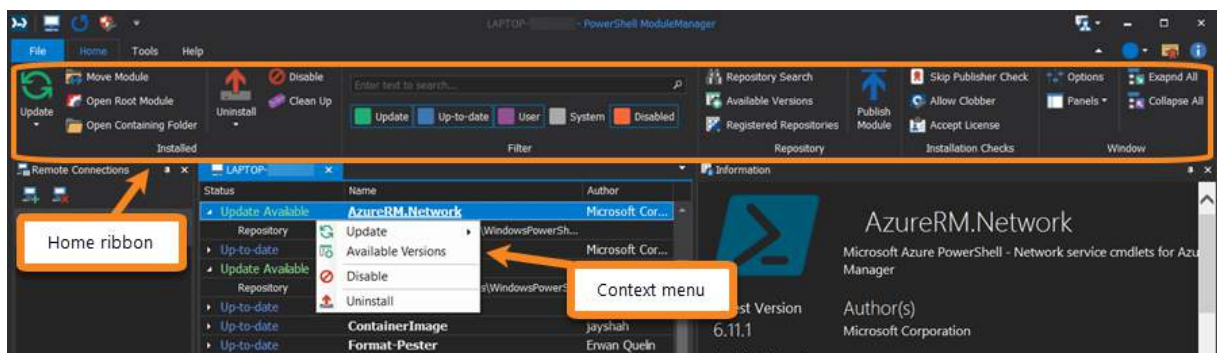 LAPTOP- - PowerShell ModuleManager
File Home Tools Help
Update
Move Module
Open Root Module
Open Containing Folder
Uninstall
Disable
Clean Up
Installed
Enter text to search...
Update Up-to-date User System Disabled
Filter
Repository Search
Available Versions
Registered Repositories
Publish Module
Repository
Skip Publisher Check
Allow Clobber
Accept License
Installation Checks
Options
Panels
Exapnd All
Collapse All
Window
Remote Connections
LAPTOP-
Information
Status Name Author
Update Available AzureRM.Network Microsoft Cor...
Repository \WindowsPowerSh...
Up-to-date Microsoft Cor...
Update Available
Repository s\WindowsPowerS
Up-to-date
Up-to-date ContainerImage jayshah
Up-to-date Format-Pester Erwan Quelin
Update
Available Versions
Disable
Uninstall
Home ribbon
Context menu
AzureRM.Network
Microsoft Azure PowerShell - Network service cmdlets for Azu
Manager
est Version Author(s)
6.11.1 Microsoft Corporation